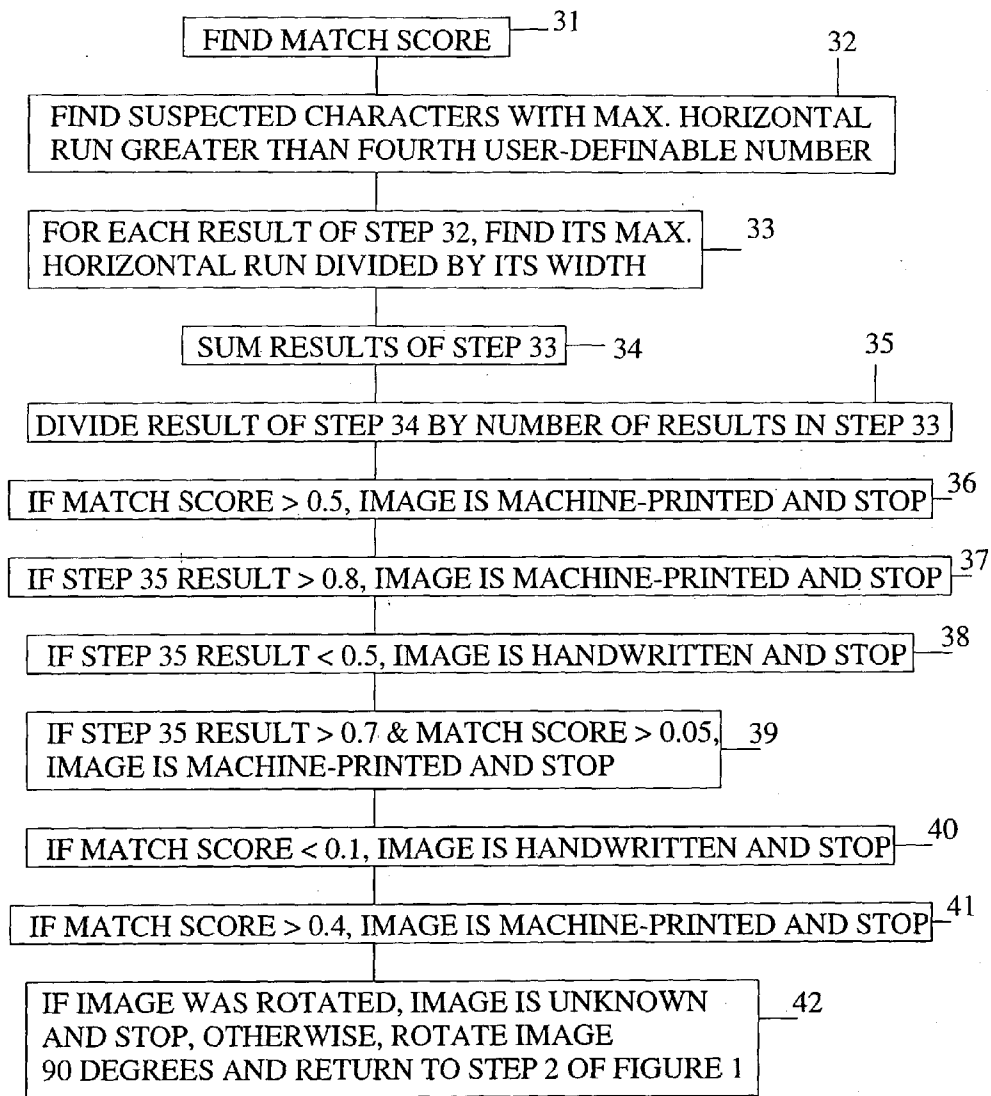 FIND MATCH SCORE
31
32
FIND SUSPECTED CHARACTERS WITH MAX. HORIZONTAL
RUN GREATER THAN FOURTH USER-DEFINABLE NUMBER
FOR EACH RESULT OF STEP 32, FIND ITS MAX.
HORIZONTAL RUN DIVIDED BY ITS WIDTH
33
SUM RESULTS OF STEP 33
34
35
DIVIDE RESULT OF STEP 34 BY NUMBER OF RESULTS IN STEP 33
IF MATCH SCORE > 0.5, IMAGE IS MACHINE-PRINTED AND STOP
36
IF STEP 35 RESULT > 0.8, IMAGE IS MACHINE-PRINTED AND STOP
37
IF STEP 35 RESULT < 0.5, IMAGE IS HANDWRITTEN AND STOP
38
IF STEP 35 RESULT > 0.7 & MATCH SCORE > 0.05,
IMAGE IS MACHINE-PRINTED AND STOP
39
IF MATCH SCORE < 0.1, IMAGE IS HANDWRITTEN AND STOP
40
IF MATCH SCORE > 0.4, IMAGE IS MACHINE-PRINTED AND STOP
41
IF IMAGE WAS ROTATED, IMAGE IS UNKNOWN
AND STOP, OTHERWISE, ROTATE IMAGE
90 DEGREES AND RETURN TO STEP 2 OF FIGURE 1
42